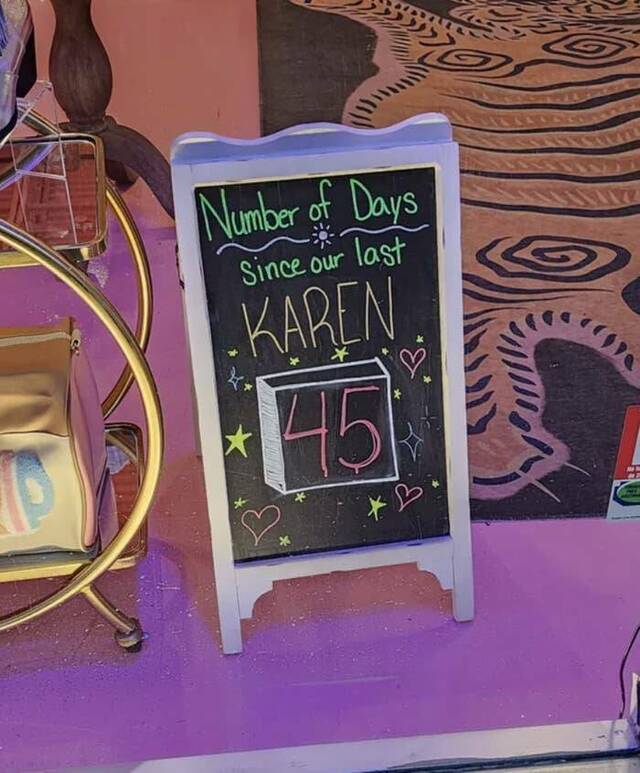 Number of Days
since our last
KAREN
45